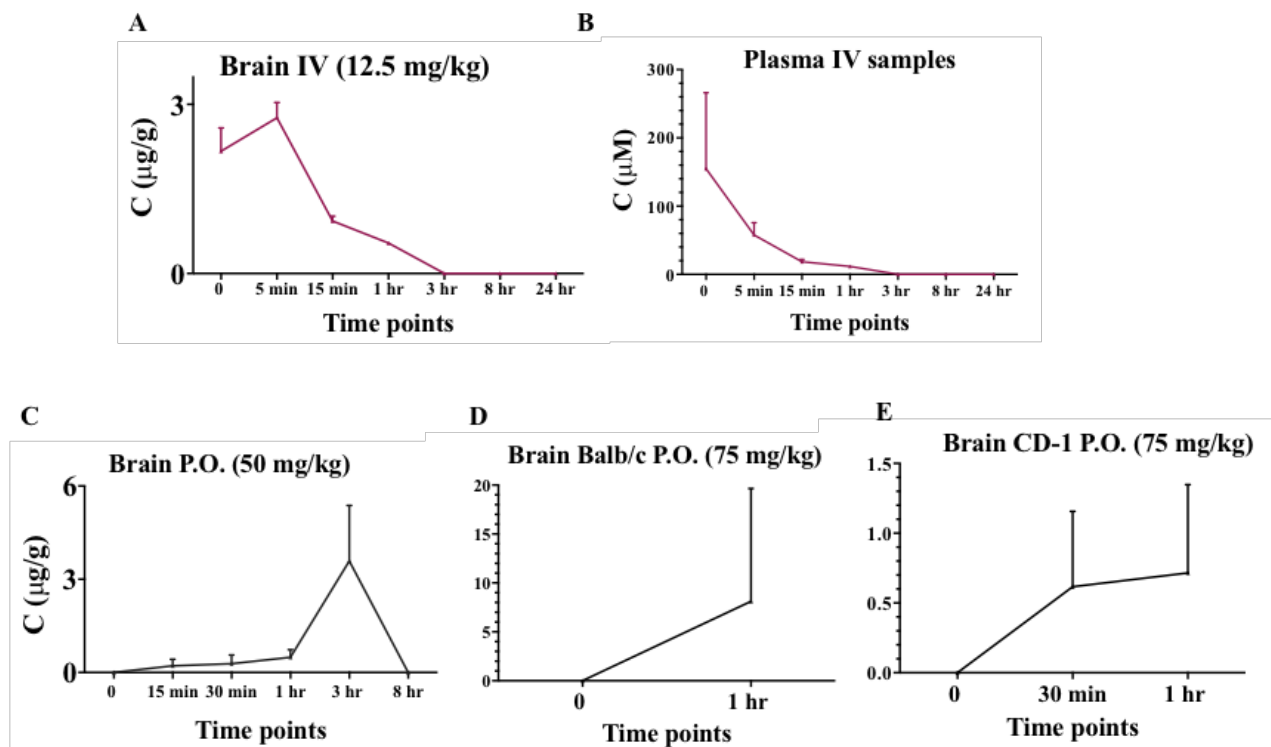 A
Brain IV (12.5 mg/kg)
C (μg/g)
3
0
0 5 min 15 min 1 hr 3 hr 8 hr 24 hr
Time points
B
Plasma IV samples
C (μM)
300
200
100
0
0 5 min 15 min 1 hr 3 hr 8 hr 24 hr
Time points
C
Brain P.O. (50 mg/kg)
C (μg/g)
6
3
0
0 15 min 30 min 1 hr 3 hr 8 hr
Time points
D
Brain Balb/c P.O. (75 mg/kg)
20
15
10
5
0
0 1 hr
Time points
E
Brain CD-1 P.O. (75 mg/kg)
1.5
1.0
0.5
0.0
0 30 min 1 hr
Time points